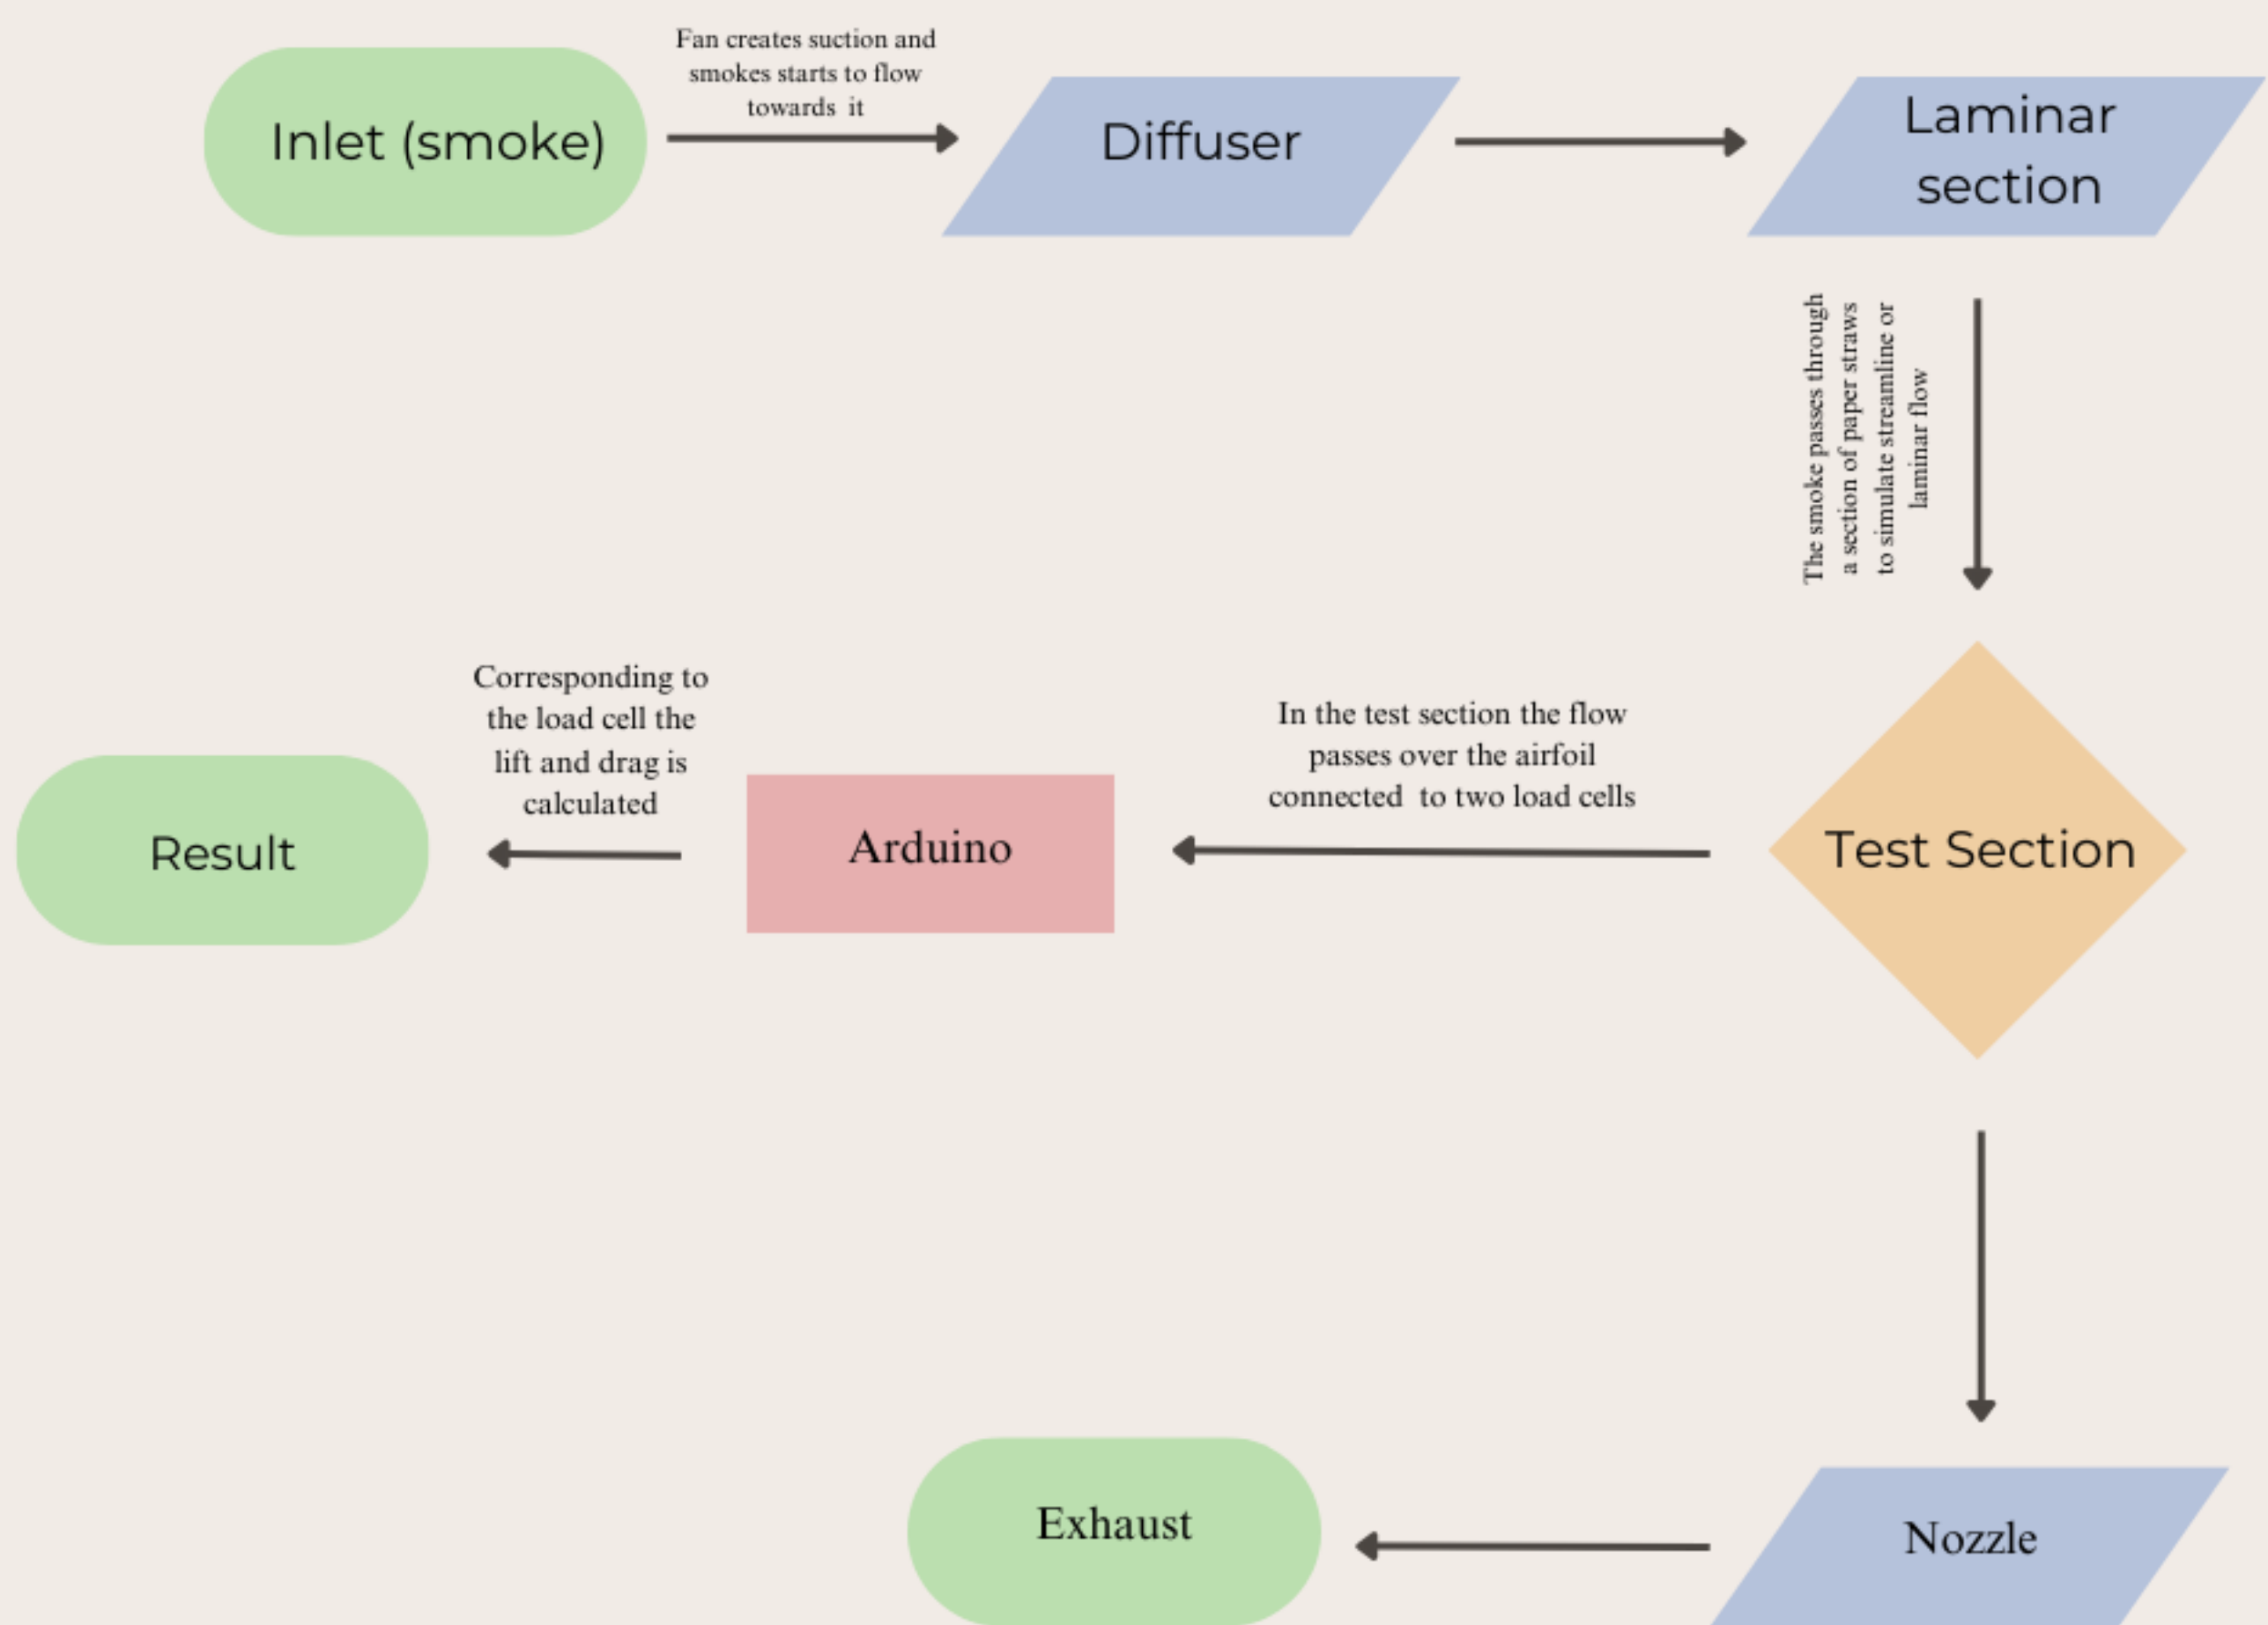 Inlet (smoke)
Fan creates suction and
smokes starts to flow
towards it
Diffuser
Laminar
section
The smoke passes through
a section of paper straws
to simulate streamline or
laminar flow
Test Section
In the test section the flow
passes over the airfoil
connected to two load cells
Arduino
Corresponding to
the load cell the
lift and drag is
calculated
Result
Nozzle
Exhaust